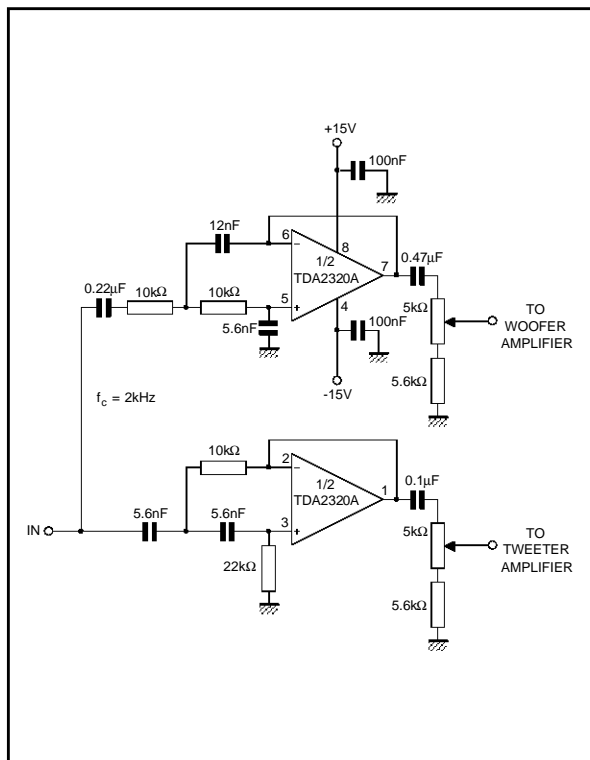 +15V
100nF
12nF
6
8
1/2
TDA2320A
7
0.47µF
0.22µF
10kΩ
10kΩ
5
4
5kΩ
TO
WOOFER
AMPLIFIER
5.6nF
100nF
5.6kΩ
-15V
f_c = 2kHz
10kΩ
2
1/2
TDA2320A
1
0.1µF
5.6nF
5.6nF
3
5kΩ
TO
TWEETER
AMPLIFIER
IN
22kΩ
5.6kΩ